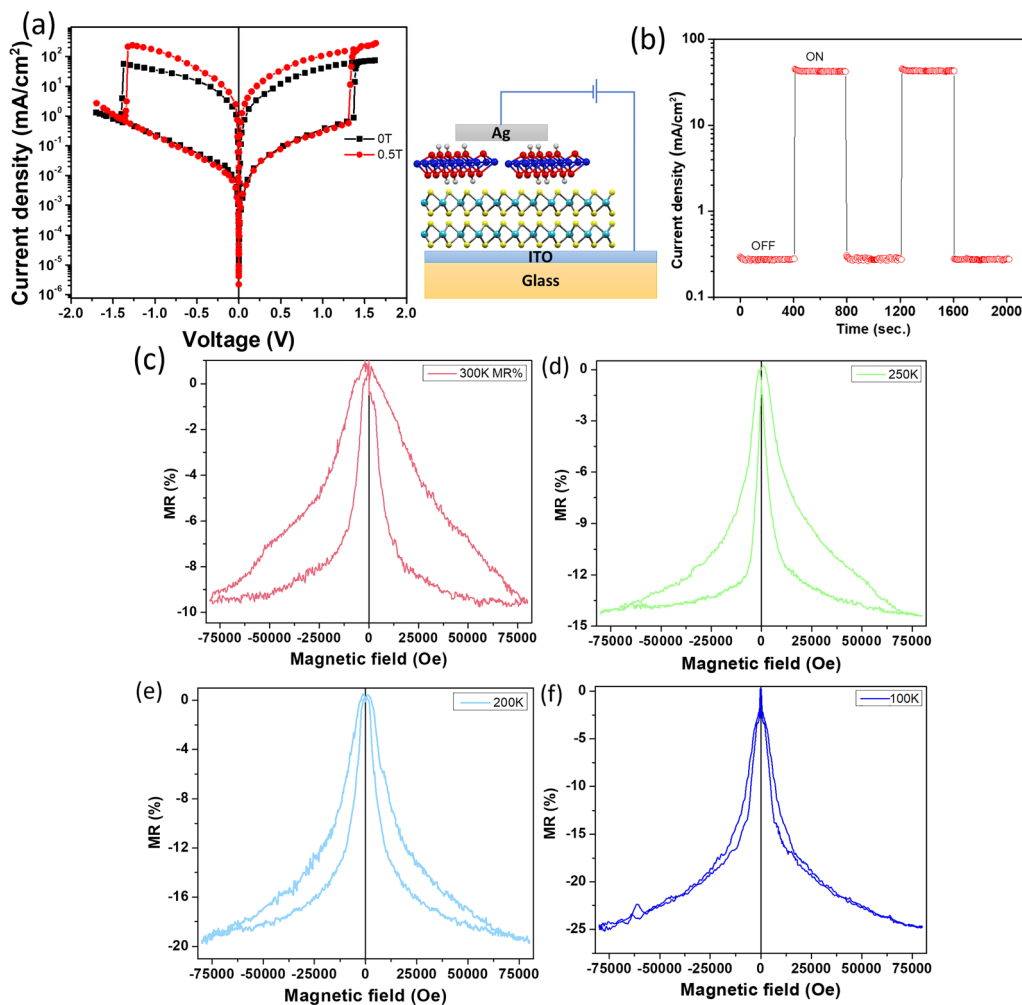 (a)
Current density (mA/cm²)
10³
10²
10¹
10⁰
10⁻¹
10⁻²
10⁻³
10⁻⁴
10⁻⁵
10⁻⁶
-2.0 -1.5 -1.0 -0.5 0.0 0.5 1.0 1.5 2.0
Voltage (V)
0T
0.5T
Ag
ITO
Glass
(b)
Current density (mA/cm²)
100
10
1
0.1
ON
OFF
0 400 800 1200 1600 2000
Time (sec.)
(c)
300K MR%
MR (%)
0
-2
-4
-6
-8
-10
-75000 -50000 -25000 0 25000 50000 75000
Magnetic field (Oe)
(d)
250K
MR (%)
0
-3
-6
-9
-12
-15
-75000 -50000 -25000 0 25000 50000 75000
Magnetic field (Oe)
(e)
200K
MR (%)
0
-4
-8
-12
-16
-20
-75000 -50000 -25000 0 25000 50000 75000
Magnetic field (Oe)
(f)
100K
MR (%)
0
-5
-10
-15
-20
-25
-75000 -50000 -25000 0 25000 50000 75000
Magnetic field (Oe)